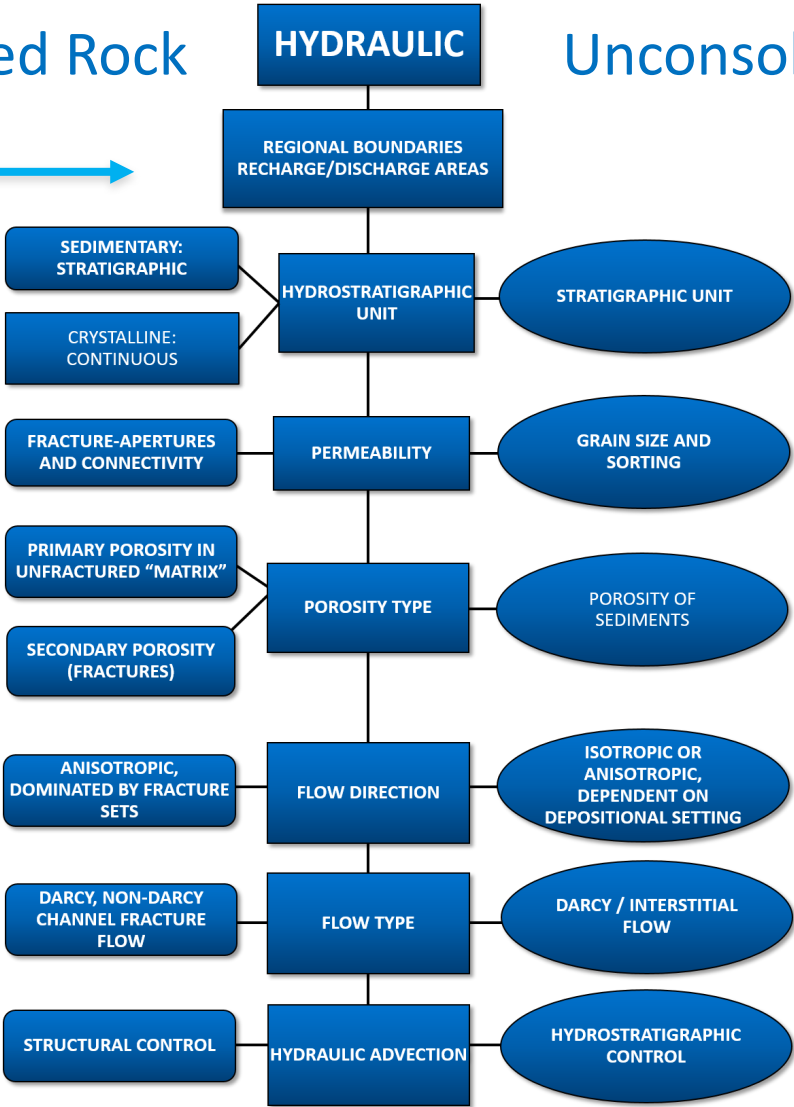 ed Rock
HYDRAULIC
Unconsol
REGIONAL BOUNDARIES
RECHARGE/DISCHARGE AREAS
SEDIMENTARY:
STRATIGRAPHIC
CRYSTALLINE:
CONTINUOUS
HYDROSTRATIGRAPHIC
UNIT
STRATIGRAPHIC UNIT
FRACTURE-APERTURES
AND CONNECTIVITY
PERMEABILITY
GRAIN SIZE AND
SORTING
PRIMARY POROSITY IN
UNFRACTURED “MATRIX”
SECONDARY POROSITY
(FRACTURES)
POROSITY TYPE
POROSITY OF
SEDIMENTS
ANISOTROPIC,
DOMINATED BY FRACTURE
SETS
FLOW DIRECTION
ISOTROPIC OR
ANISOTROPIC,
DEPENDENT ON
DEPOSITIONAL SETTING
DARCY, NON-DARCY
CHANNEL FRACTURE
FLOW
FLOW TYPE
DARCY / INTERSTITIAL
FLOW
STRUCTURAL CONTROL
HYDRAULIC ADVECTION
HYDROSTRATIGRAPHIC
CONTROL